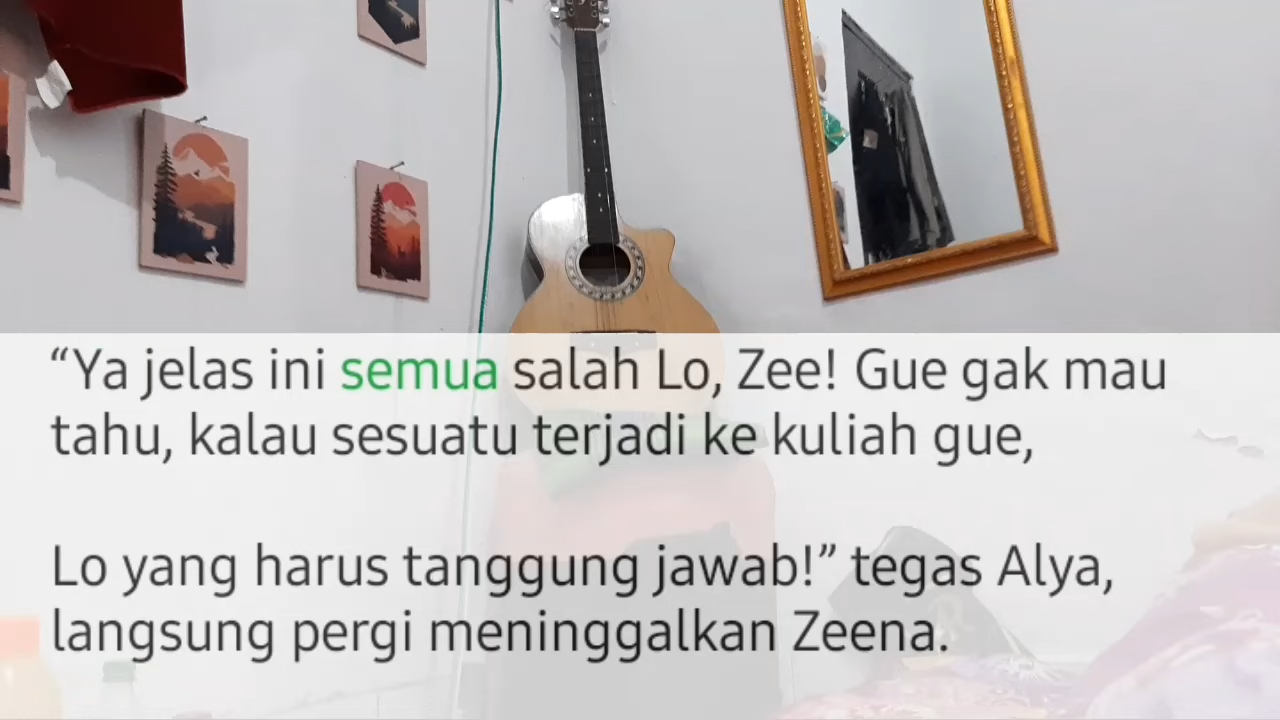 “Ya jelas ini semua salah Lo, Zee! Gue gak mau
tahu, kalau sesuatu terjadi ke kuliah gue,
Lo yang harus tanggung jawab!” tegas Alya,
langsung pergi meninggalkan Zeena.